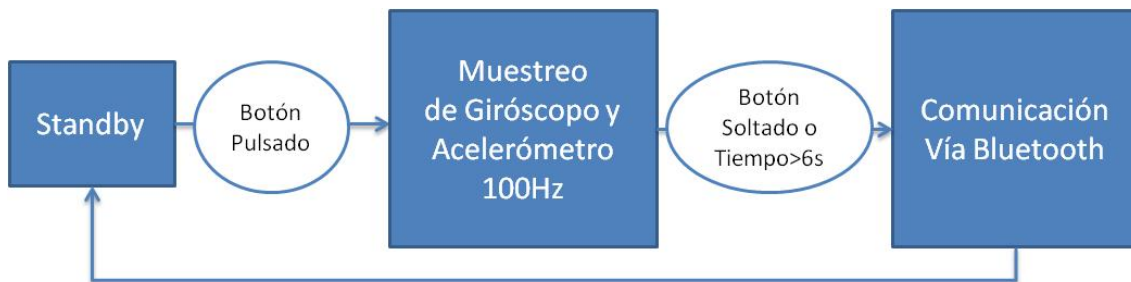 Standby
Botón
Pulsado
Muestreo
de Giróscopo y
Acelerómetro
100Hz
Botón
Soltado o
Tiempo>6s
Comunicación
Vía Bluetooth